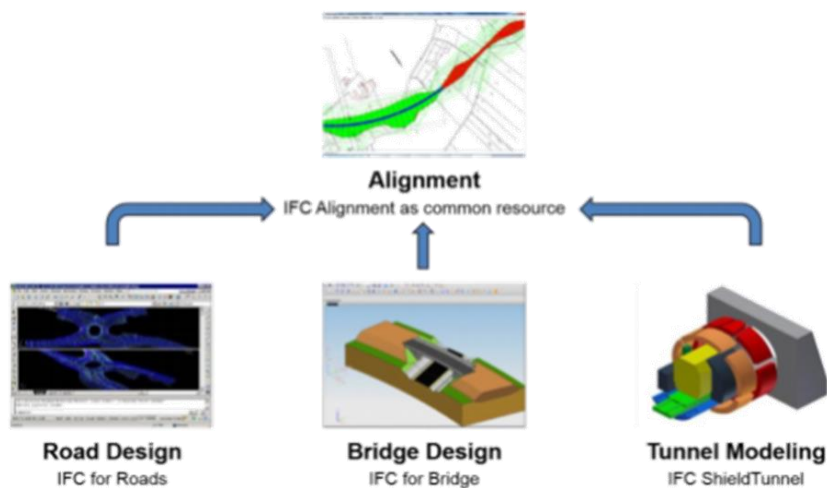 Alignment
IFC Alignment as common resource
Road Design
IFC for Roads
Bridge Design
IFC for Bridge
Tunnel Modeling
IFC ShieldTunnel